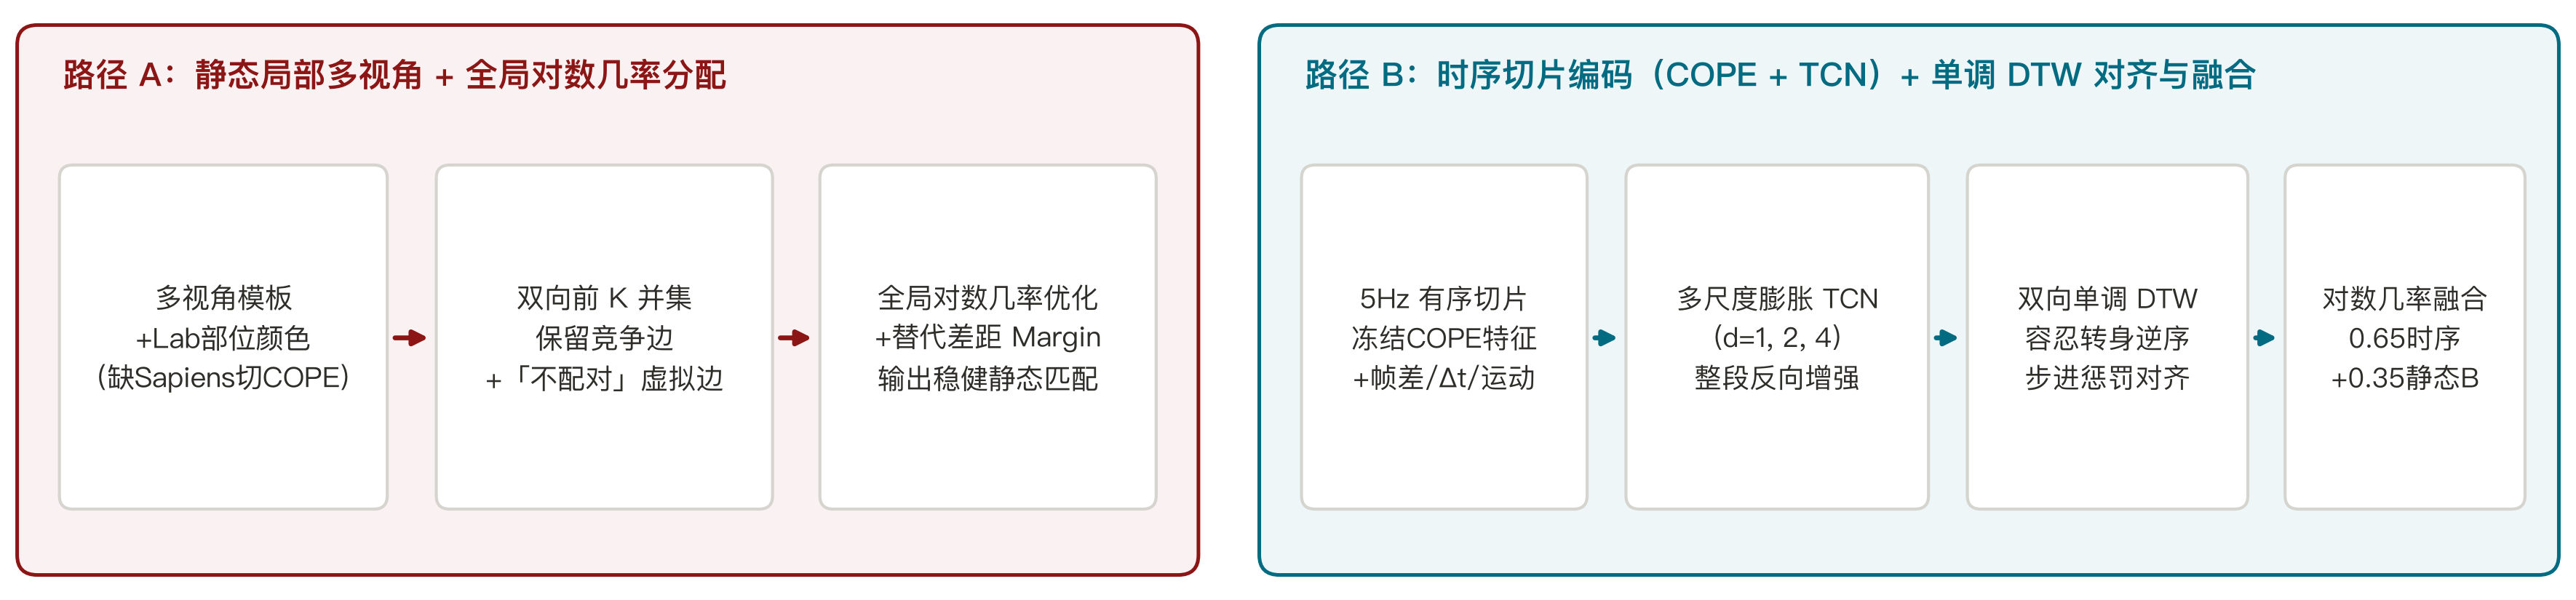 路径 A：静态局部多视角 + 全局对数几率分配
多视角模板
+Lab部位颜色
(缺Sapiens切COPE)
双向前 K 并集
保留竞争边
+「不配对」虚拟边
全局对数几率优化
+替代差距 Margin
输出稳健静态匹配
路径 B：时序切片编码（COPE + TCN）+ 单调 DTW 对齐与融合
5Hz 有序切片
冻结COPE特征
+帧差/Δt/运动
多尺度膨胀 TCN
(d=1, 2, 4)
整段反向增强
双向单调 DTW
容忍转身逆序
步进惩罚对齐
对数几率融合
0.65时序
+0.35静态B